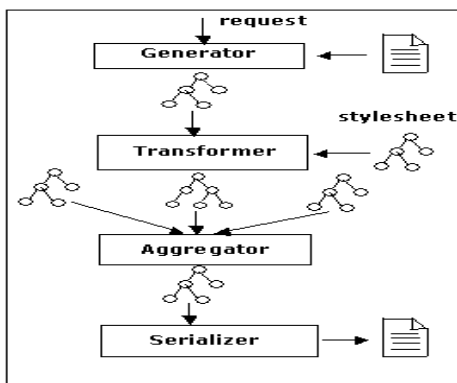 request
Generator
stylesheet
Transformer
Aggregator
Serializer